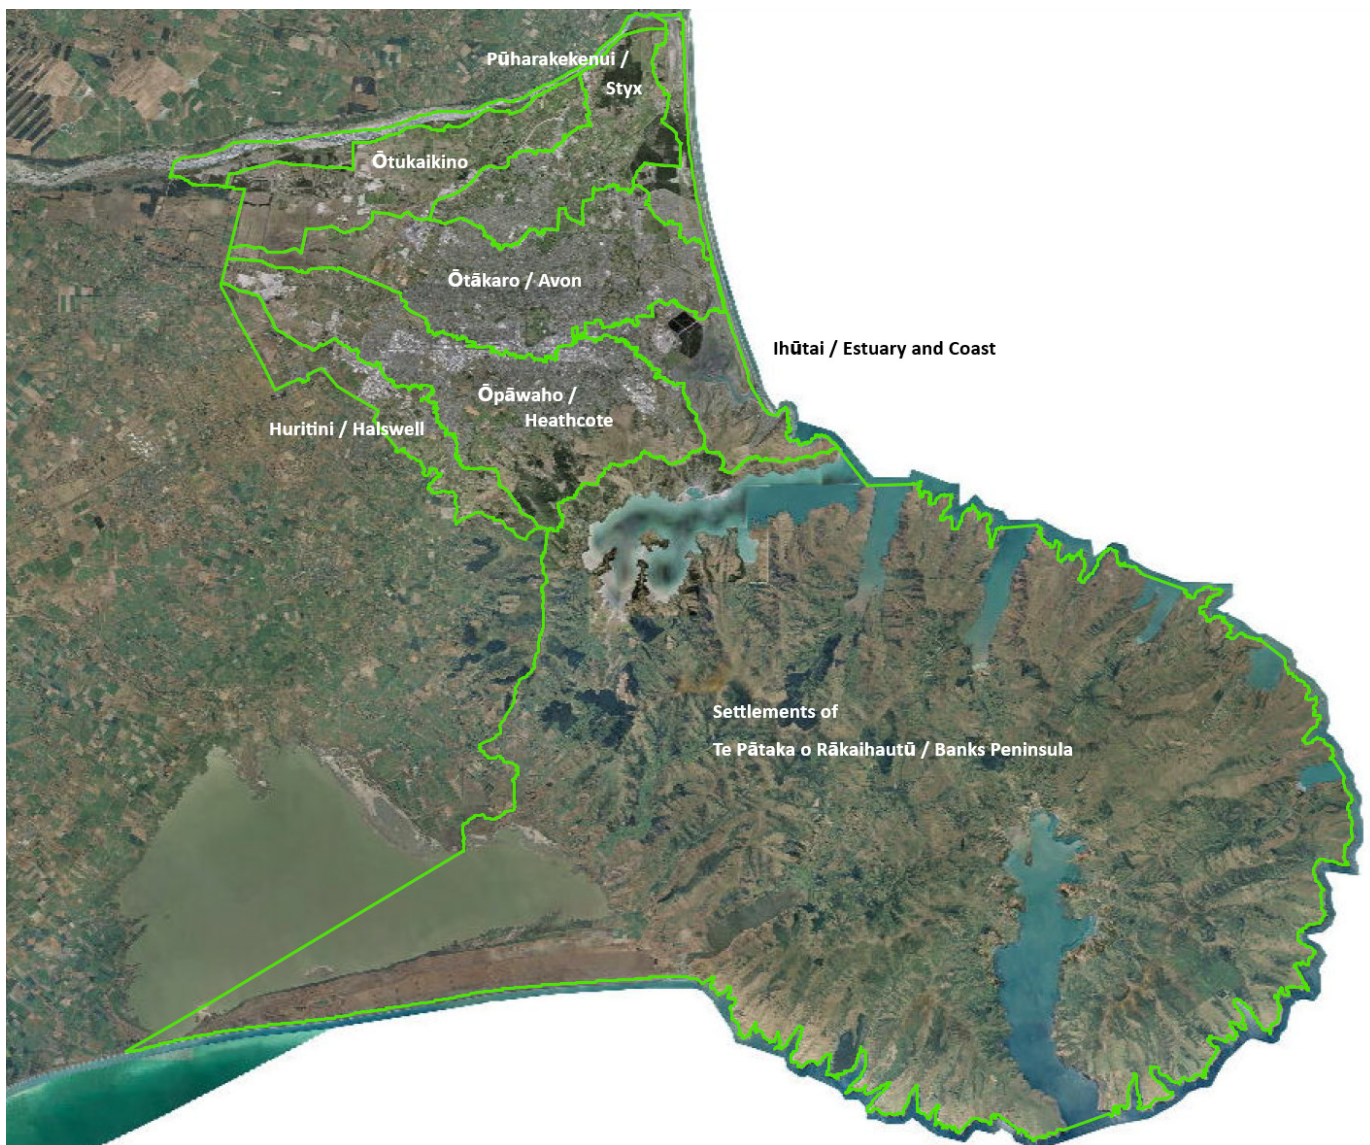 Pūharakekenui /
Styx
Ōtukaikino
Ōtākaro / Avon
Ihūtai / Estuary and Coast
Ōpāwaho /
Heathcote
Huritini / Halswell
Settlements of
Te Pātaka o Rākaihautū / Banks Peninsula